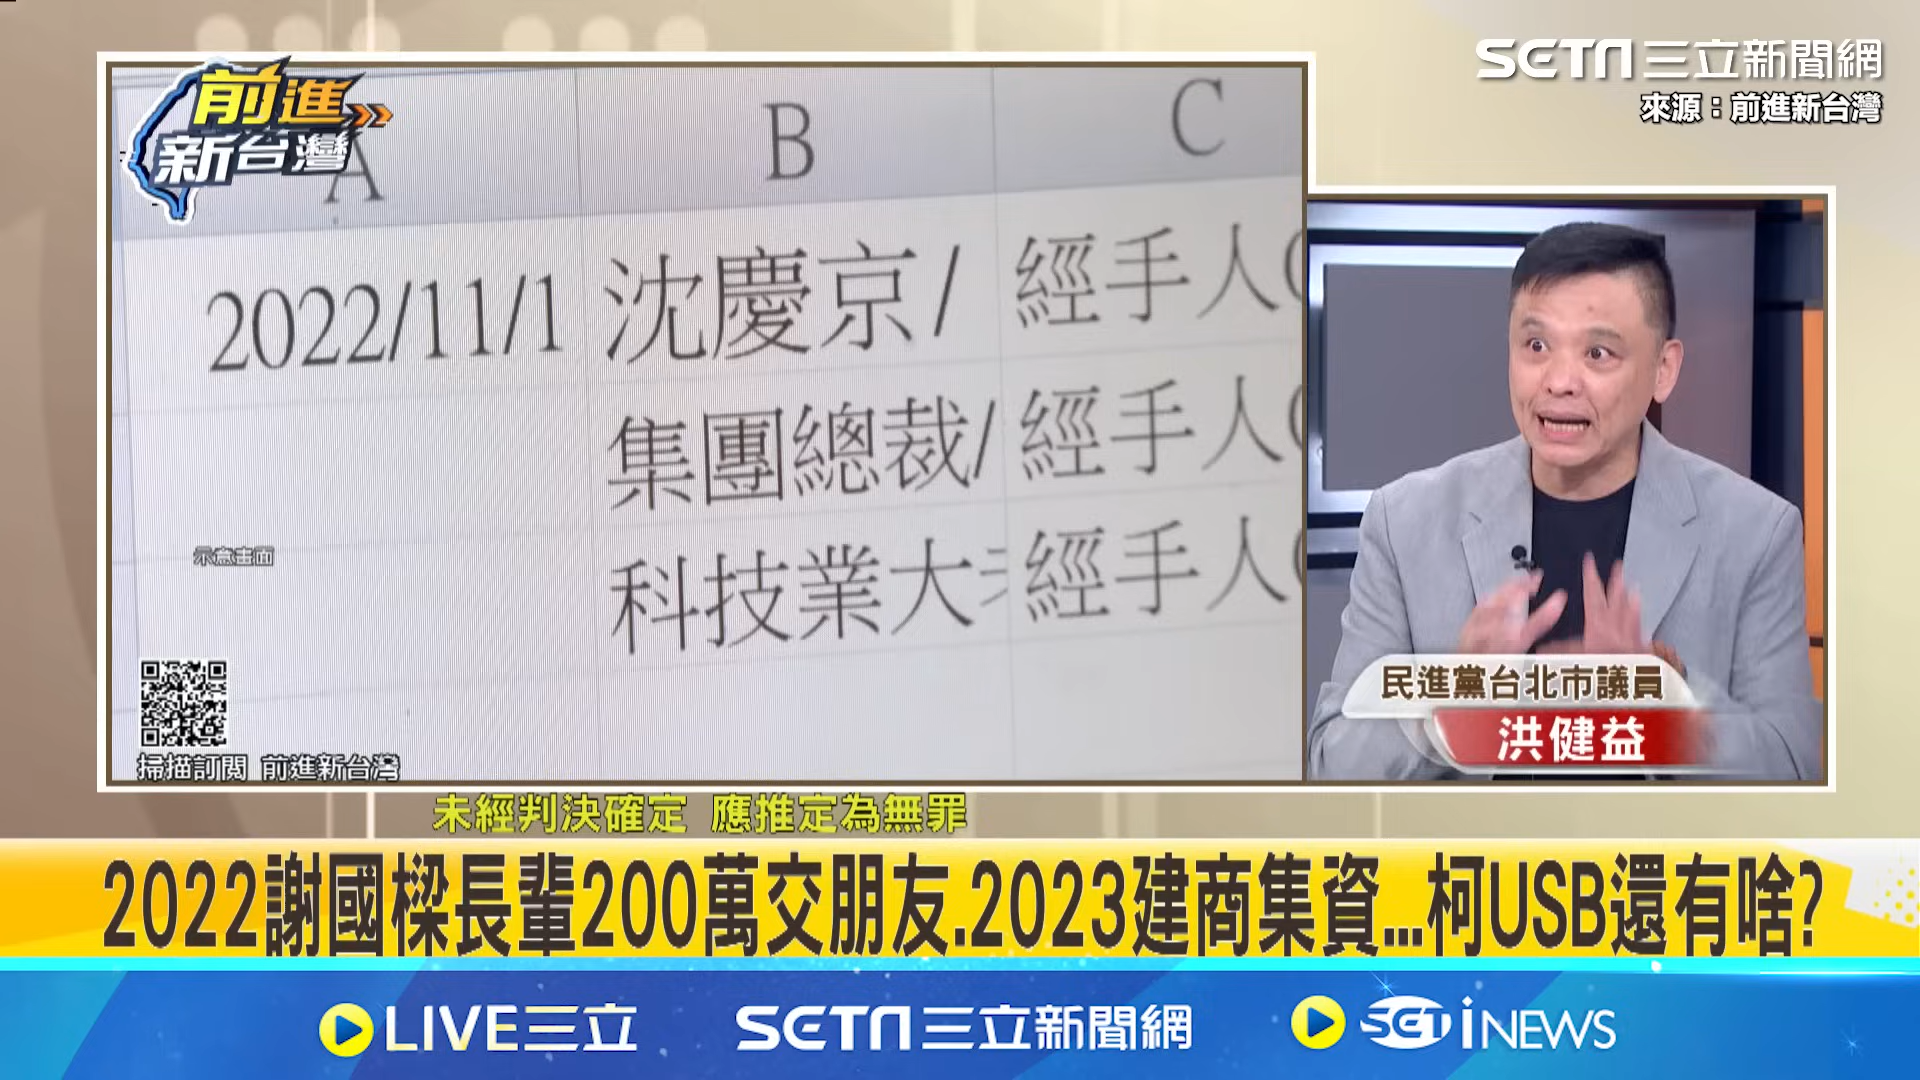 SETN三立新聞網
來源：前進新台灣
前進
新台灣
A
B
C
2022/11/1
沈慶京/
經手人
集團總裁/
經手人
科技業大
經手人
示意畫面
掃描訂閱 前進新台灣
民進黨台北市議員
洪健益
未經判決確定 應推定為無罪
2022謝國樑長輩200萬交朋友.2023建商集資...柯USB還有啥?
LIVE三立
SETN三立新聞網
SETiNEWS